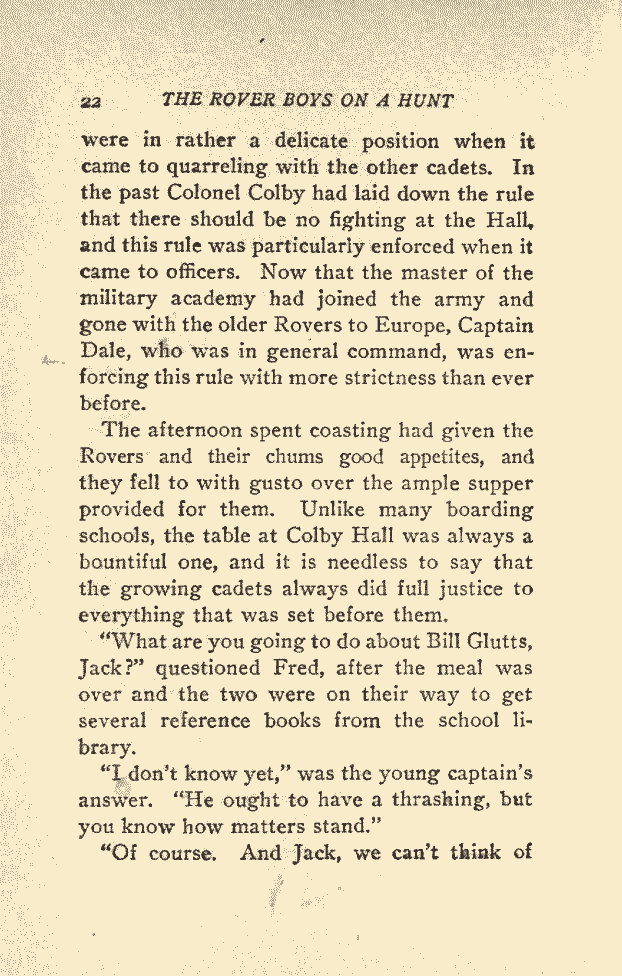 22 THE ROVER BOYS ON A HUNT
were in rather a delicate position when it
came to quarreling with the other cadets. In
the past Colonel Colby had laid down the rule
that there should be no fighting at the Hall,
and this rule was particularly enforced when it
came to officers. Now that the master of the
military academy had joined the army and
gone with the older Rovers to Europe, Captain
Dale, who was in general command, was en-
forcing this rule with more strictness than ever
before.
The afternoon spent coasting had given the
Rovers and their chums good appetites, and
they fell to with gusto over the ample supper
provided for them. Unlike many boarding
schools, the table at Colby Hall was always a
bountiful one, and it is needless to say that
the growing cadets always did full justice to
everything that was set before them.
“What are you going to do about Bill Glutts,
Jack?” questioned Fred, after the meal was
over and the two were on their way to get
several reference books from the school li-
brary.
“I don’t know yet,” was the young captain’s
answer. “He ought to have a thrashing, but
you know how matters stand.”
“Of course. And Jack, we can’t think of